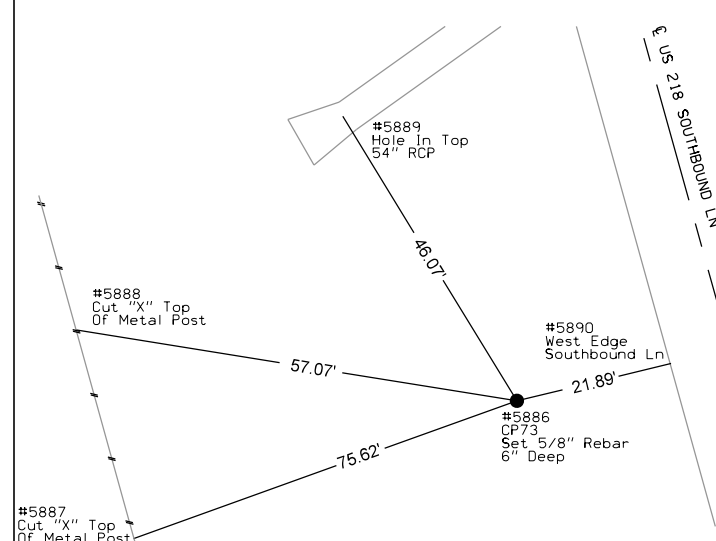 ℄ US 218 SOUTHBOUND LN
#5889
Hole In Top
54" RCP
46.07'
#5888
Cut "X" Top
Of Metal Post
57.07'
#5890
West Edge
Southbound Ln
21.89'
#5886
CP73
Set 5/8" Rebar
6" Deep
75.62'
#5887
Cut "X" Top
Of Metal Post